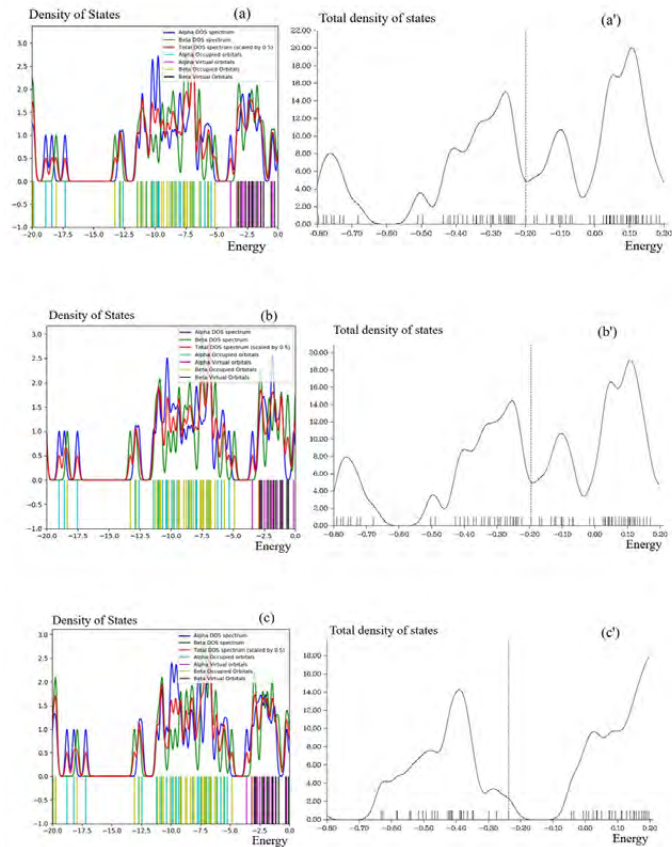 Density of States
(a)
Alpha DOS spectrum
Beta DOS spectrum
Total DOS spectrum (scaled by 0.5)
Alpha Occupied orbitals
Alpha Virtual orbitals
Beta Occupied Orbitals
Beta Virtual Orbitals
3.0
2.5
2.0
1.5
1.0
0.5
0.0
−0.5
−1.0
−20.0 −17.5 −15.0 −12.5 −10.0 −7.5 −5.0 −2.5 0.0
Energy
Total density of states
(a')
22.00
20.00
18.00
16.00
14.00
12.00
10.00
8.00
6.00
4.00
2.00
0.00
-0.80 -0.70 -0.60 -0.50 -0.40 -0.30 -0.20 -0.10 0.00 0.10 0.20
Energy
Density of States
(b)
Alpha DOS spectrum
Beta DOS spectrum
Total DOS spectrum (scaled by 0.5)
Alpha Occupied orbitals
Alpha Virtual orbitals
Beta Occupied Orbitals
Beta Virtual Orbitals
3.0
2.5
2.0
1.5
1.0
0.5
0.0
−0.5
−1.0
−20.0 −17.5 −15.0 −12.5 −10.0 −7.5 −5.0 −2.5 0.0
Energy
Total density of states
(b')
20.00
18.00
16.00
14.00
12.00
10.00
8.00
6.00
4.00
2.00
0.00
-0.80 -0.70 -0.60 -0.50 -0.40 -0.30 -0.20 -0.10 0.00 0.10 0.20
Energy
Density of States
(c)
Alpha DOS spectrum
Beta DOS spectrum
Total DOS spectrum (scaled by 0.5)
Alpha Occupied orbitals
Alpha Virtual orbitals
Beta Occupied Orbitals
Beta Virtual Orbitals
3.0
2.5
2.0
1.5
1.0
0.5
0.0
−0.5
−1.0
−20.0 −17.5 −15.0 −12.5 −10.0 −7.5 −5.0 −2.5 0.0
Energy
Total density of states
(c')
18.00
16.00
14.00
12.00
10.00
8.00
6.00
4.00
2.00
0.00
-0.80 -0.70 -0.60 -0.50 -0.40 -0.30 -0.20 -0.10 0.00 0.10 0.20
Energy